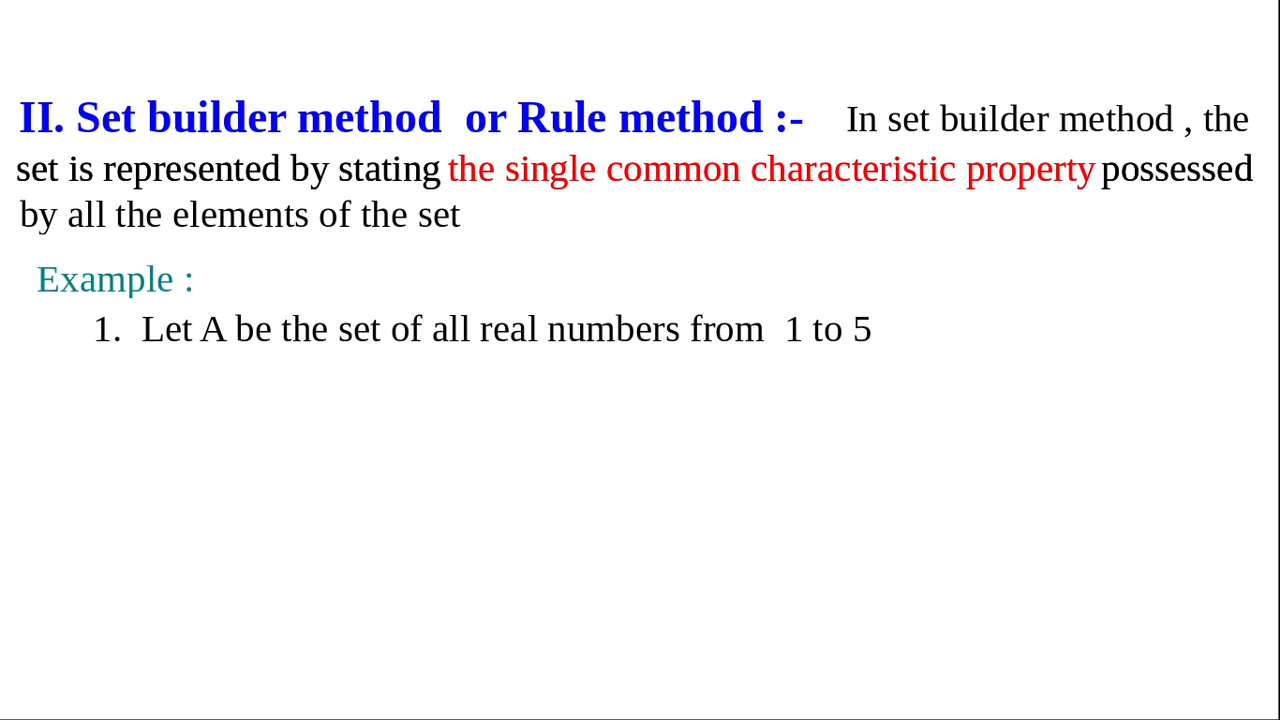 II. Set builder method or Rule method :- In set builder method , the
set is represented by stating the single common characteristic property possessed
by all the elements of the set
Example :
1. Let A be the set of all real numbers from 1 to 5